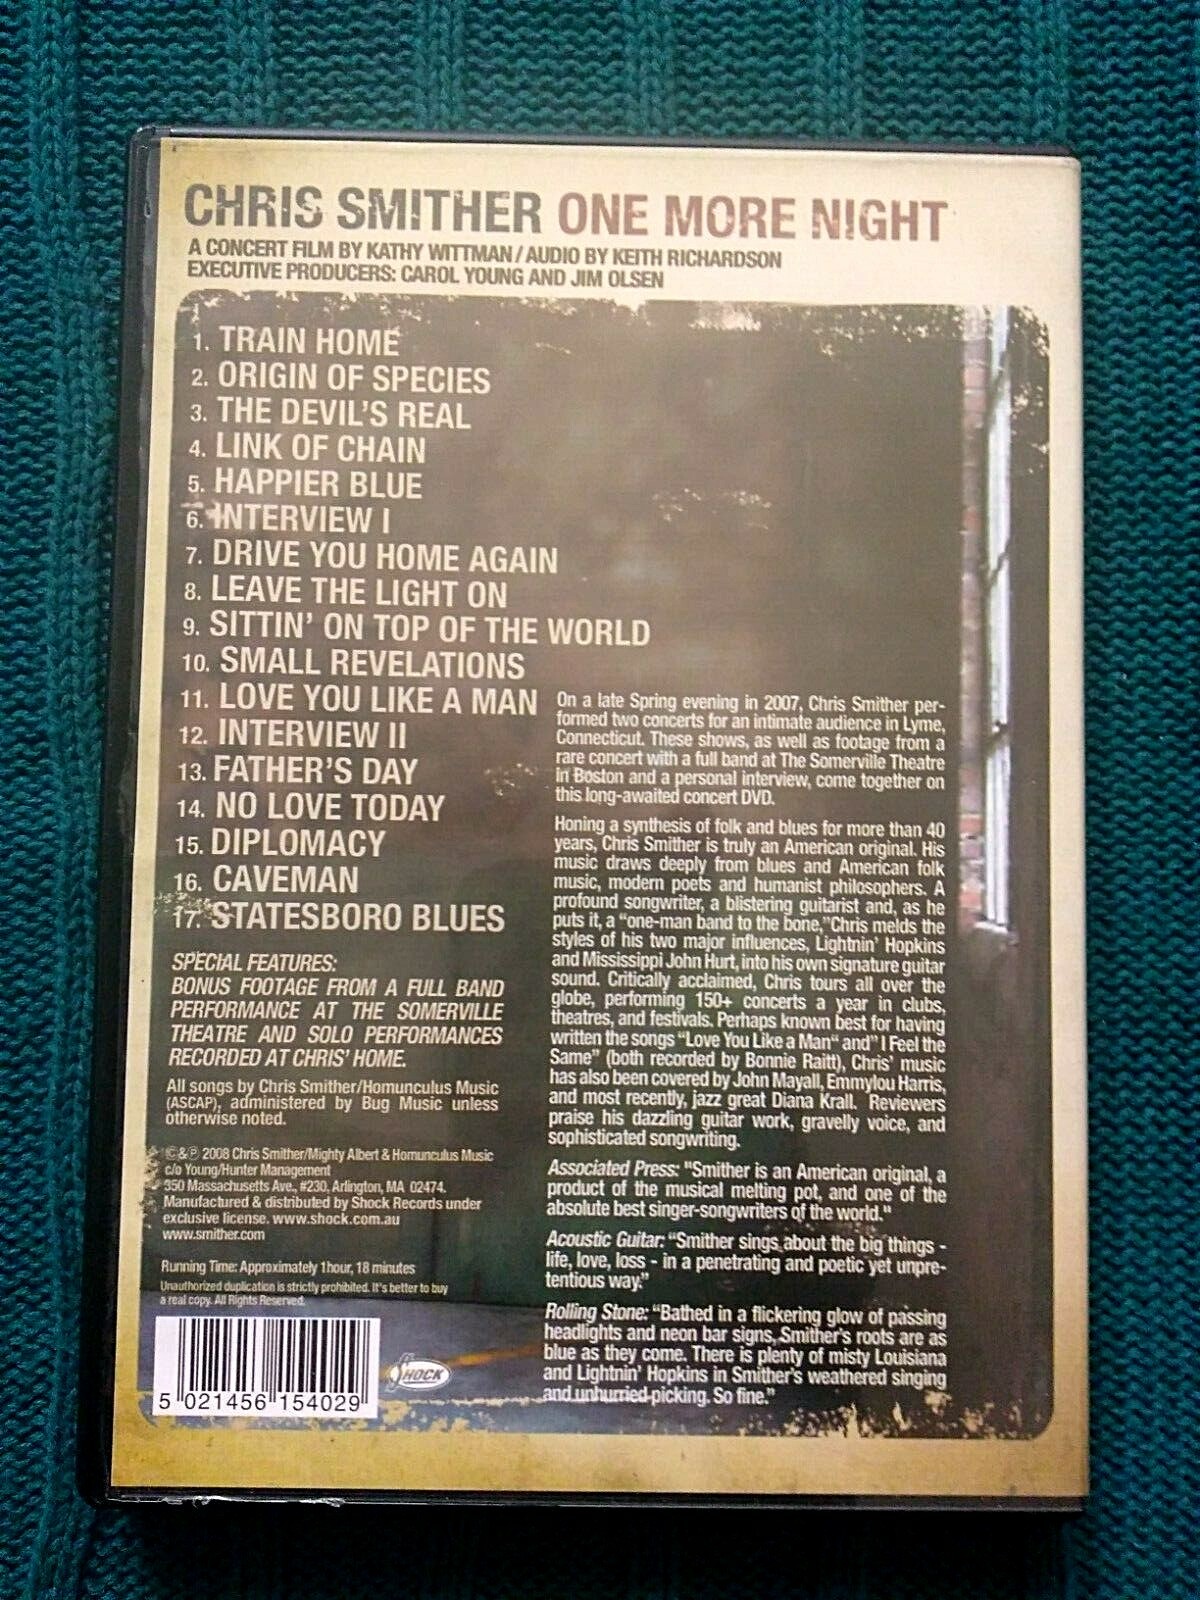 CHRIS SMITHER ONE MORE NIGHT
A CONCERT FILM BY KATHY WITTMAN / AUDIO BY KEITH RICHARDSON
EXECUTIVE PRODUCERS: CAROL YOUNG AND JIM OLSEN
1. TRAIN HOME
2. ORIGIN OF SPECIES
3. THE DEVIL'S REAL
4. LINK OF CHAIN
5. HAPPIER BLUE
6. INTERVIEW I
7. DRIVE YOU HOME AGAIN
8. LEAVE THE LIGHT ON
9. SITTIN' ON TOP OF THE WORLD
10. SMALL REVELATIONS
11. LOVE YOU LIKE A MAN
12. INTERVIEW II
13. FATHER'S DAY
14. NO LOVE TODAY
15. DIPLOMACY
16. CAVEMAN
17. STATESBORO BLUES
SPECIAL FEATURES:
BONUS FOOTAGE FROM A FULL BAND
PERFORMANCE AT THE SOMERVILLE
THEATRE AND SOLO PERFORMANCES
RECORDED AT CHRIS' HOME.
All songs by Chris Smither/Homunculus Music
(ASCAP), administered by Bug Music unless
otherwise noted.
©&℗ 2008 Chris Smither/Mighty Albert & Homunculus Music
c/o Young/Hunter Management
350 Massachusetts Ave., #230, Arlington, MA 02474.
Manufactured & distributed by Shock Records under
exclusive license. www.shock.com.au
www.smither.com
Running Time: Approximately 1hour, 18 minutes
Unauthorized duplication is strictly prohibited. It's better to buy
a real copy. All Rights Reserved.
5 021456 154029
SHOCK
On a late Spring evening in 2007, Chris Smither per-
formed two concerts for an intimate audience in Lyme,
Connecticut. These shows, as well as footage from a
rare concert with a full band at The Somerville Theatre
in Boston and a personal interview, come together on
this long-awaited concert DVD.
Honing a synthesis of folk and blues for more than 40
years, Chris Smither is truly an American original. His
music draws deeply from blues and American folk
music, modern poets and humanist philosophers. A
profound songwriter, a blistering guitarist and, as he
puts it, a "one-man band to the bone," Chris melds the
styles of his two major influences, Lightnin' Hopkins
and Mississippi John Hurt, into his own signature guitar
sound. Critically acclaimed, Chris tours all over the
globe, performing 150+ concerts a year in clubs,
theatres, and festivals. Perhaps known best for having
written the songs "Love You Like a Man" and" I Feel the
Same" (both recorded by Bonnie Raitt), Chris' music
has also been covered by John Mayall, Emmylou Harris,
and most recently, jazz great Diana Krall. Reviewers
praise his dazzling guitar work, gravelly voice, and
sophisticated songwriting.
Associated Press: "Smither is an American original, a
product of the musical melting pot, and one of the
absolute best singer-songwriters of the world."
Acoustic Guitar: "Smither sings about the big things -
life, love, loss - in a penetrating and poetic yet unpre-
tentious way."
Rolling Stone: "Bathed in a flickering glow of passing
headlights and neon bar signs, Smither's roots are as
blue as they come. There is plenty of misty Louisiana
and Lightnin' Hopkins in Smither's weathered singing
and unhurried picking. So fine."